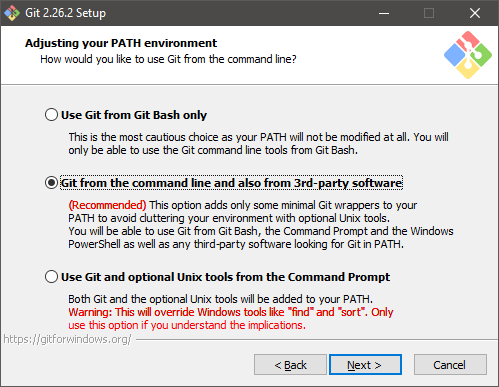 Git 2.26.2 Setup
Adjusting your PATH environment
How would you like to use Git from the command line?
Use Git from Git Bash only
This is the most cautious choice as your PATH will not be modified at all. You will
only be able to use the Git command line tools from Git Bash.
Git from the command line and also from 3rd-party software
(Recommended) This option adds only some minimal Git wrappers to your
PATH to avoid cluttering your environment with optional Unix tools.
You will be able to use Git from Git Bash, the Command Prompt and the Windows
PowerShell as well as any third-party software looking for Git in PATH.
Use Git and optional Unix tools from the Command Prompt
Both Git and the optional Unix tools will be added to your PATH.
Warning: This will override Windows tools like "find" and "sort". Only
use this option if you understand the implications.
https://gitforwindows.org/
< Back
Next >
Cancel